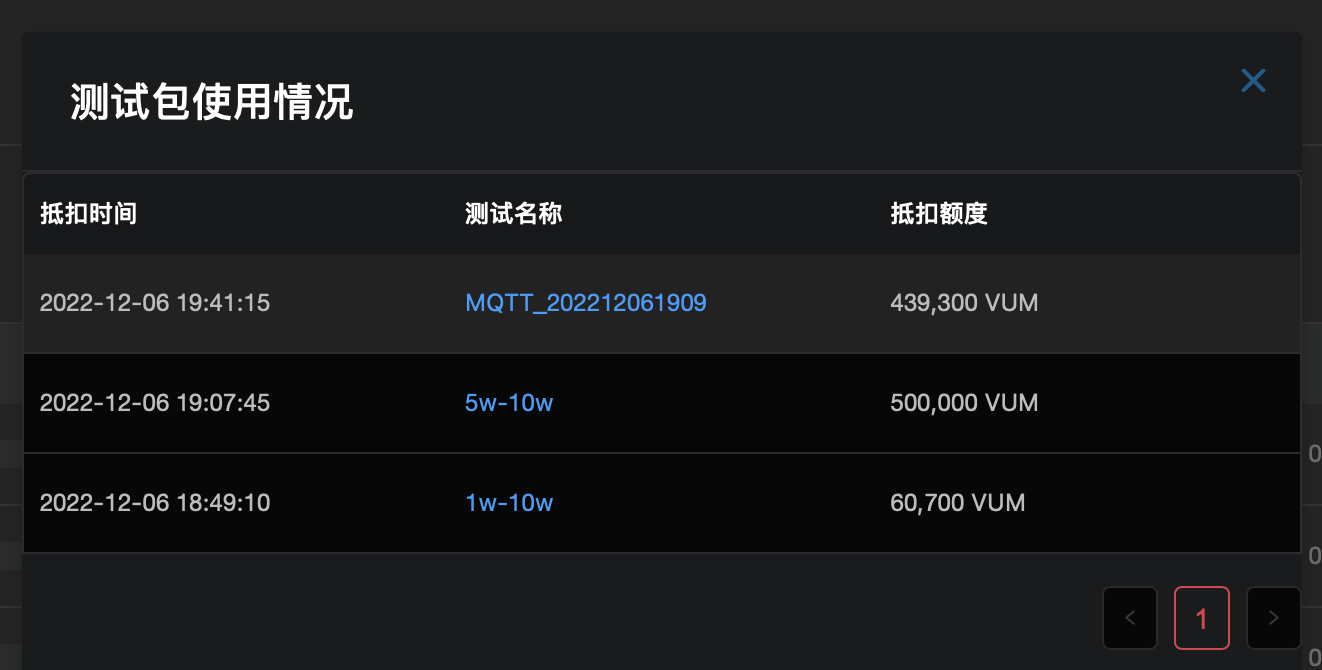 测试包使用情况
抵扣时间 测试名称 抵扣额度
2022-12-06 19:41:15 MQTT_202212061909 439,300 VUM
2022-12-06 19:07:45 5w-10w 500,000 VUM
2022-12-06 18:49:10 1w-10w 60,700 VUM
< 1 >
0
0
0